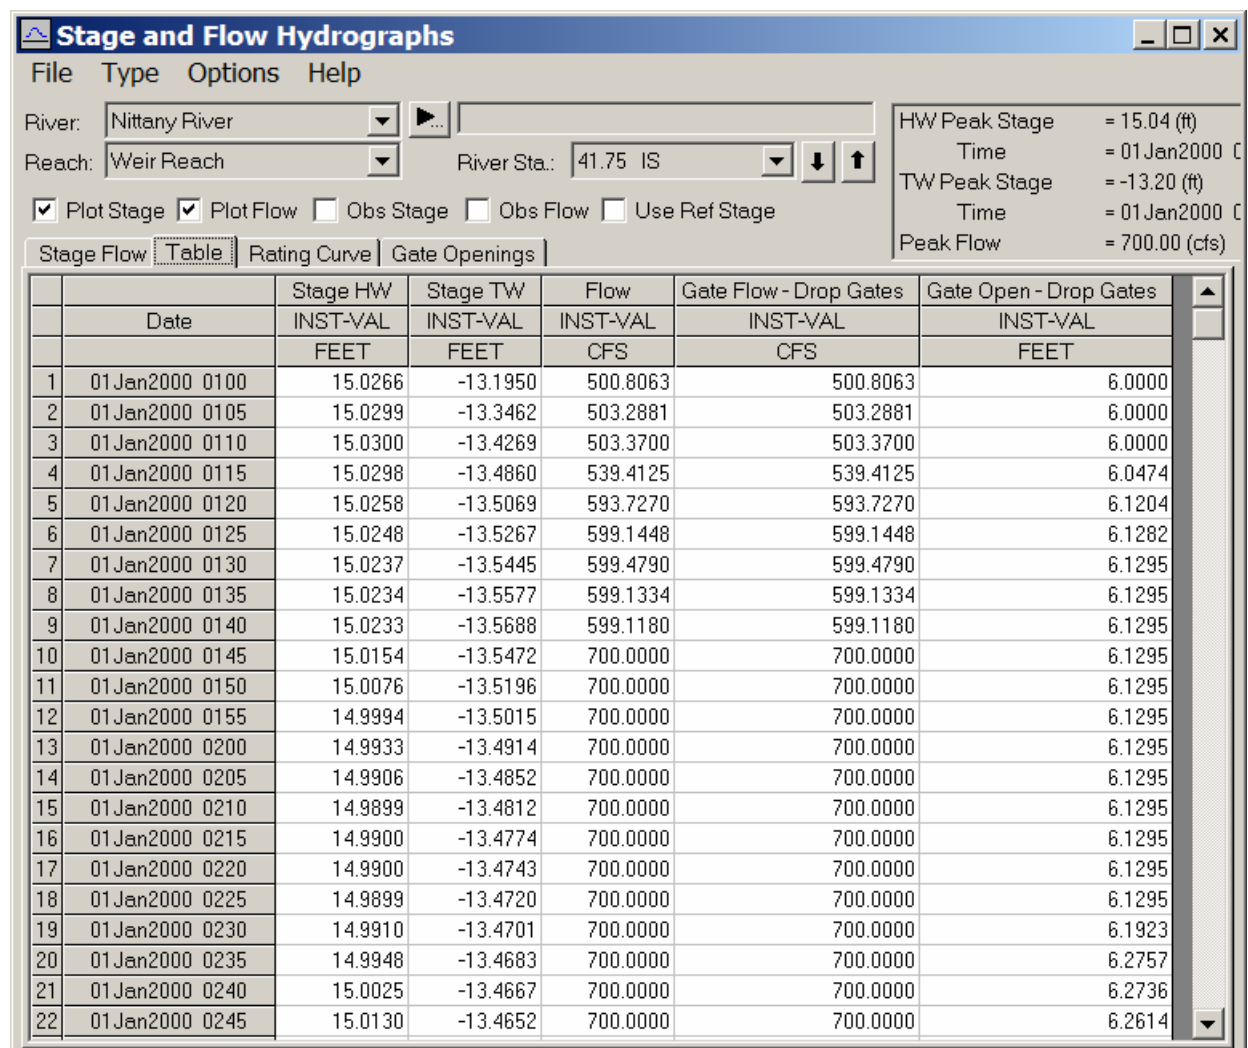 Stage and Flow Hydrographs
File Type Options Help
River: Nittany River
Reach: Weir Reach River Sta.: 41.75 IS
HW Peak Stage = 15.04 (ft)
Time = 01Jan2000
TW Peak Stage = -13.20 (ft)
Time = 01Jan2000
Peak Flow = 700.00 (cfs)
Plot Stage Plot Flow Obs Stage Obs Flow Use Ref Stage
Stage Flow Table Rating Curve Gate Openings
Stage HW Stage TW Flow Gate Flow - Drop Gates Gate Open - Drop Gates
Date INST-VAL INST-VAL INST-VAL INST-VAL INST-VAL
FEET FEET CFS CFS FEET
1 01Jan2000 0100 15.0266 -13.1950 500.8063 500.8063 6.0000
2 01Jan2000 0105 15.0299 -13.3462 503.2881 503.2881 6.0000
3 01Jan2000 0110 15.0300 -13.4269 503.3700 503.3700 6.0000
4 01Jan2000 0115 15.0298 -13.4860 539.4125 539.4125 6.0474
5 01Jan2000 0120 15.0258 -13.5069 593.7270 593.7270 6.1204
6 01Jan2000 0125 15.0248 -13.5267 599.1448 599.1448 6.1282
7 01Jan2000 0130 15.0237 -13.5445 599.4790 599.4790 6.1295
8 01Jan2000 0135 15.0234 -13.5577 599.1334 599.1334 6.1295
9 01Jan2000 0140 15.0233 -13.5688 599.1180 599.1180 6.1295
10 01Jan2000 0145 15.0154 -13.5472 700.0000 700.0000 6.1295
11 01Jan2000 0150 15.0076 -13.5196 700.0000 700.0000 6.1295
12 01Jan2000 0155 14.9994 -13.5015 700.0000 700.0000 6.1295
13 01Jan2000 0200 14.9933 -13.4914 700.0000 700.0000 6.1295
14 01Jan2000 0205 14.9906 -13.4852 700.0000 700.0000 6.1295
15 01Jan2000 0210 14.9899 -13.4812 700.0000 700.0000 6.1295
16 01Jan2000 0215 14.9900 -13.4774 700.0000 700.0000 6.1295
17 01Jan2000 0220 14.9900 -13.4743 700.0000 700.0000 6.1295
18 01Jan2000 0225 14.9899 -13.4720 700.0000 700.0000 6.1295
19 01Jan2000 0230 14.9910 -13.4701 700.0000 700.0000 6.1923
20 01Jan2000 0235 14.9948 -13.4683 700.0000 700.0000 6.2757
21 01Jan2000 0240 15.0025 -13.4667 700.0000 700.0000 6.2736
22 01Jan2000 0245 15.0130 -13.4652 700.0000 700.0000 6.2614